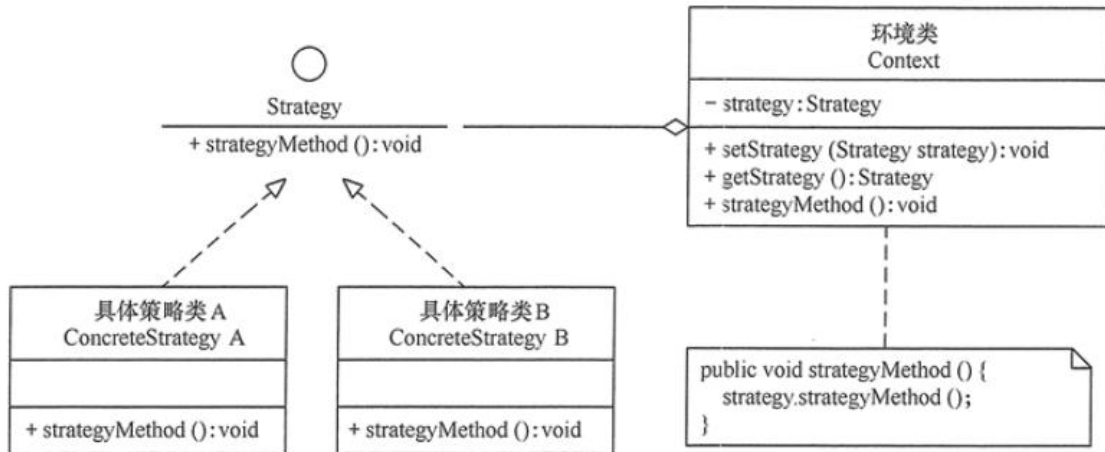 Strategy
+ strategyMethod ():void
环境类
Context
- strategy:Strategy
+ setStrategy (Strategy strategy):void
+ getStrategy ():Strategy
+ strategyMethod ():void
具体策略类A
ConcreteStrategy A
+ strategyMethod ():void
具体策略类B
ConcreteStrategy B
+ strategyMethod ():void
public void strategyMethod () {
strategy.strategyMethod ();
}